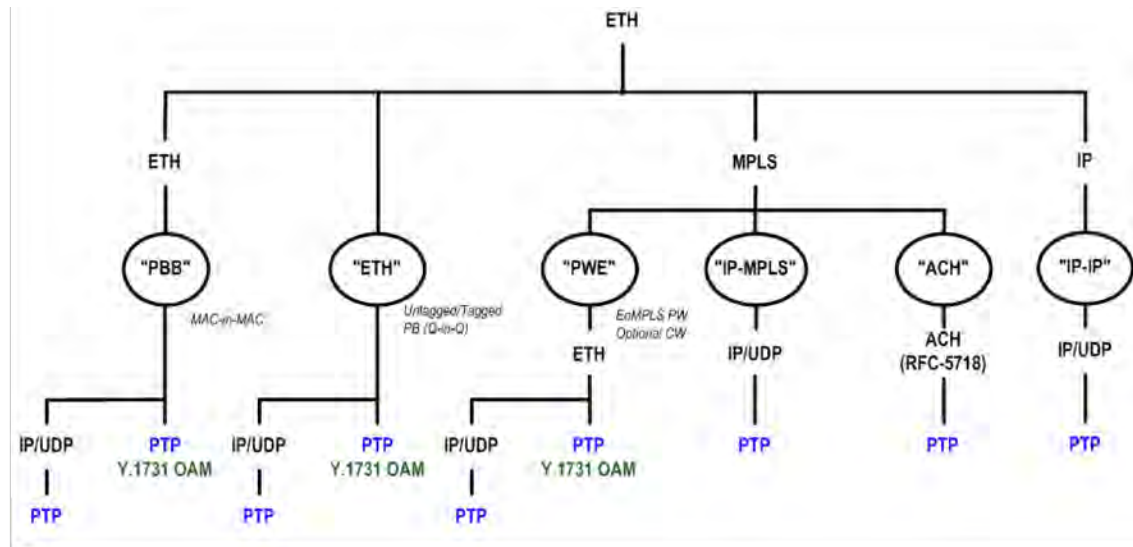 ETH
ETH
MPLS
IP
"PBB"
"ETH"
"PWE"
"IP-MPLS"
"ACH"
"IP-IP"
MAC-in-MAC
Untagged/Tagged
PB (Q-in-Q)
EoMPLS PW
Optional CW
ETH
IP/UDP
ACH
(RFC-5718)
IP/UDP
IP/UDP
PTP
Y.1731 OAM
IP/UDP
PTP
Y.1731 OAM
IP/UDP
PTP
Y.1731 OAM
PTP
PTP
PTP
PTP
PTP
PTP